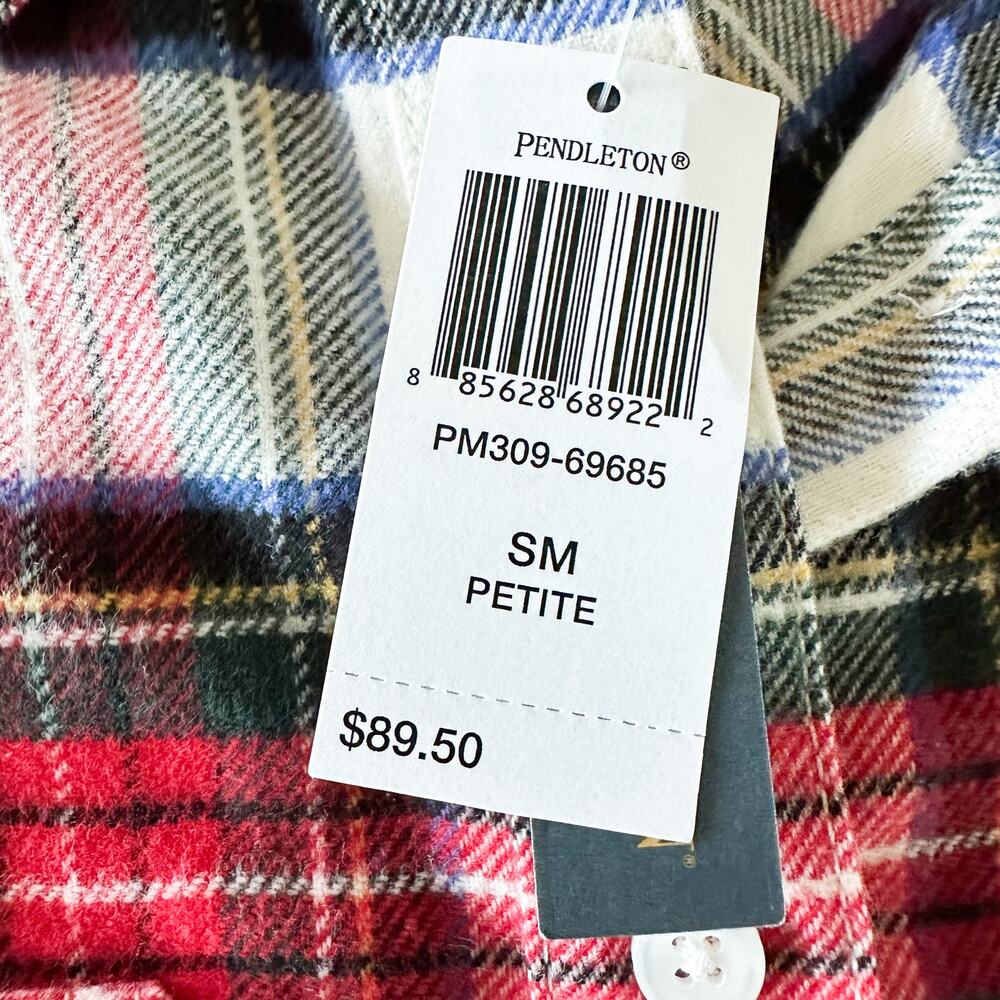 PENDLETON®
8 85628 68922 2
PM309-69685
SM
PETITE
$89.50
®